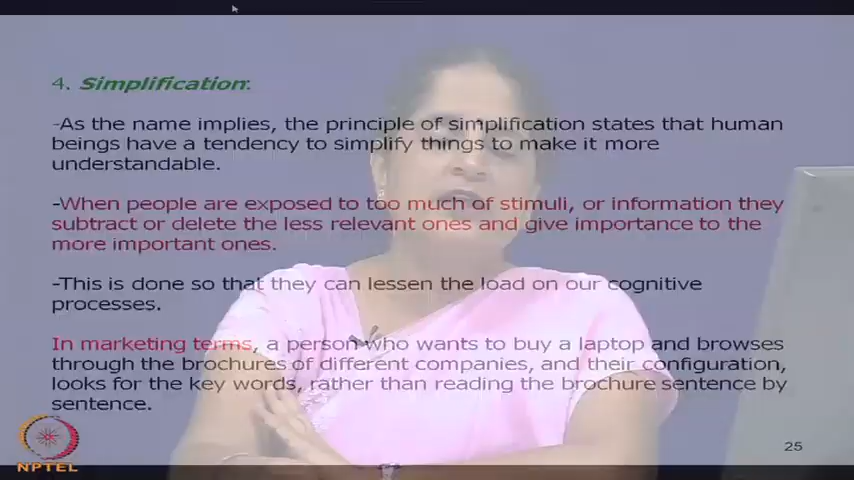 4. Simplification:
-As the name implies, the principle of simplification states that human
beings have a tendency to simplify things to make it more
understandable.
-When people are exposed to too much of stimuli, or information they
subtract or delete the less relevant ones and give importance to the
more important ones.
-This is done so that they can lessen the load on our cognitive
processes.
In marketing terms, a person who wants to buy a laptop and browses
through the brochures of different companies, and their configuration,
looks for the key words, rather than reading the brochure sentence by
sentence.
25
NPTEL